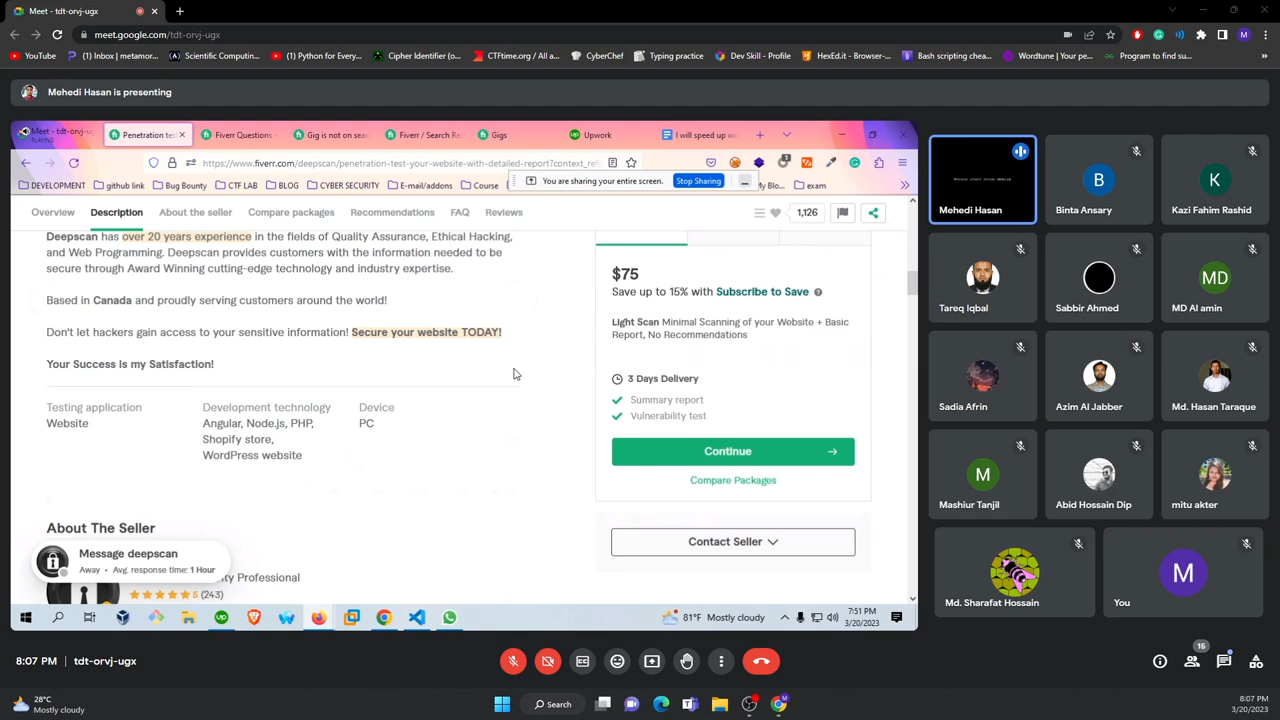 Meet - tdt-orvj-ugx
meet.google.com/tdt-orvj-ugx
YouTube
(1) Inbox | metamor...
Scientific Computin...
(1) Python for Every...
Cipher Identifier (o...
CTFtime.org / All a...
CyberChef
Typing practice
Dev Skill - Profile
HexEd.it - Browser-...
Bash scripting chea...
Wordtune | Your pe...
Program to find su...
Mehedi Hasan is presenting
Meet - tdt-orvj-ug
Penetration tes
Fiverr Questions -
Gig is not on sear
Fiverr / Search Res
Gigs
Upwork
I will speed up wo
https://www.fiverr.com/deepscan/penetration-test-your-website-with-detailed-report?context_ref
DEVELOPMENT
github link
Bug Bounty
CTF LAB
BLOG
CYBER SECURITY
E-mail/addons
Course
exam
You are sharing your entire screen.
Stop Sharing
Overview
Description
About the seller
Compare packages
Recommendations
FAQ
Reviews
1,126
Deepscan has over 20 years experience in the fields of Quality Assurance, Ethical Hacking,
and Web Programming. Deepscan provides customers with the information needed to be
secure through Award Winning cutting-edge technology and industry expertise.
Based in Canada and proudly serving customers around the world!
Don't let hackers gain access to your sensitive information! Secure your website TODAY!
Your Success is my Satisfaction!
Testing application
Website
Development technology
Angular, Node.js, PHP,
Shopify store,
WordPress website
Device
PC
About The Seller
Message deepscan
Away • Avg. response time: 1 Hour
ity Professional
5 (243)
$75
Save up to 15% with Subscribe to Save
Light Scan Minimal Scanning of your Website + Basic
Report, No Recommendations
3 Days Delivery
Summary report
Vulnerability test
Continue
Compare Packages
Contact Seller
81°F Mostly cloudy
7:51 PM
3/20/2023
Mehedi Hasan
B
Binta Ansary
K
Kazi Fahim Rashid
Tareq Iqbal
Sabbir Ahmed
MD
MD Al amin
Sadia Afrin
Azim Al Jabber
Md. Hasan Taraque
M
Mashiur Tanjil
Abid Hossain Dip
mitu akter
Md. Sharafat Hossain
M
You
8:07 PM
tdt-orvj-ugx
15
28°C
Mostly cloudy
Search
8:07 PM
3/20/2023